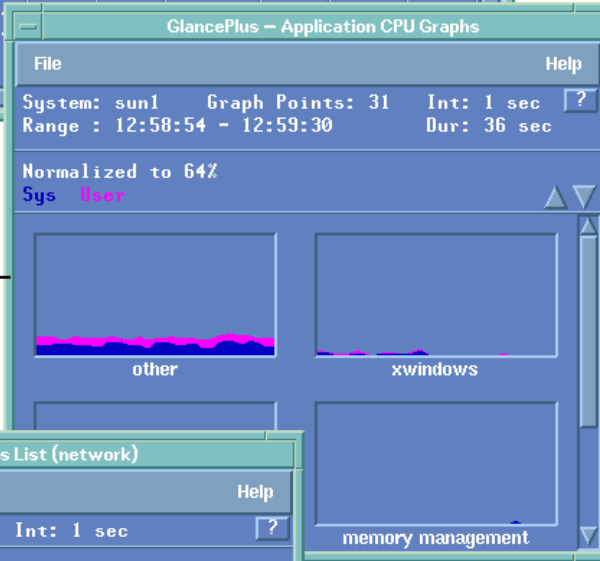 GlancePlus – Application CPU Graphs
File Help
System: sun1 Graph Points: 31 Int: 1 sec ?
Range : 12:58:54 - 12:59:30 Dur: 36 sec
Normalized to 64%
Sys User
other xwindows
s List (network)
Help
Int: 1 sec ?
memory management